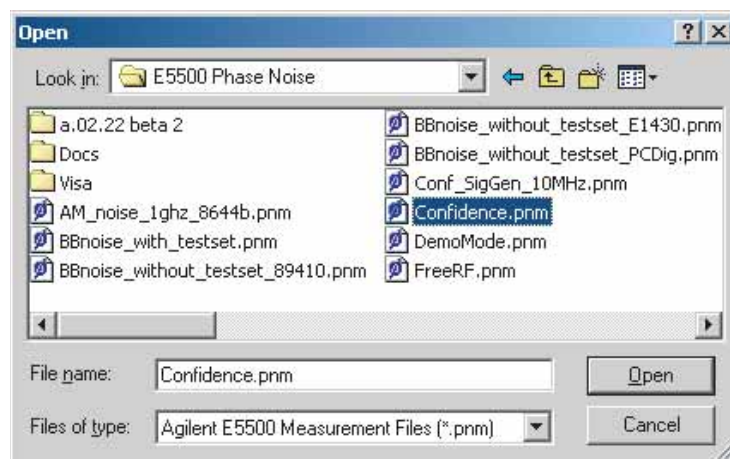 Open
Look in: E5500 Phase Noise
a.02.22 beta 2
Docs
Visa
AM_noise_1ghz_8644b.pnm
BBnoise_with_testset.pnm
BBnoise_without_testset_89410.pnm
BBnoise_without_testset_E1430.pnm
BBnoise_without_testset_PCDig.pnm
Conf_SigGen_10MHz.pnm
Confidence.pnm
DemoMode.pnm
FreeRF.pnm
File name: Confidence.pnm
Open
Files of type: Agilent E5500 Measurement Files (*.pnm)
Cancel